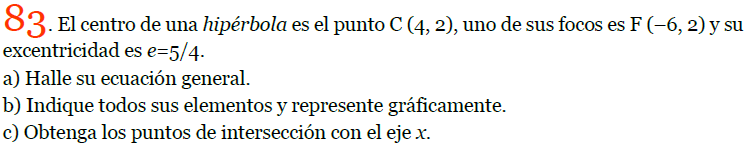 83. El centro de una hipérbola es el punto C (4, 2), uno de sus focos es F (−6, 2) y su
excentricidad es e=5/4.
a) Halle su ecuación general.
b) Indique todos sus elementos y represente gráficamente.
c) Obtenga los puntos de intersección con el eje x.